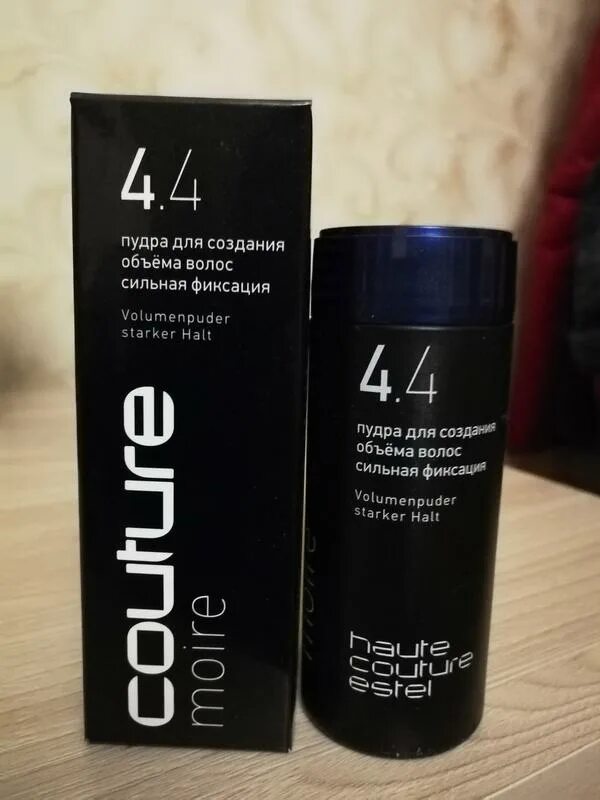 4.4
пудра для создания
объёма волос
сильная фиксация
Volumenpuder
starker Halt
couture
moire
4.4
пудра для создания
объёма волос
сильная фиксация
Volumenpuder
starker Halt
moire
haute
couture
estel